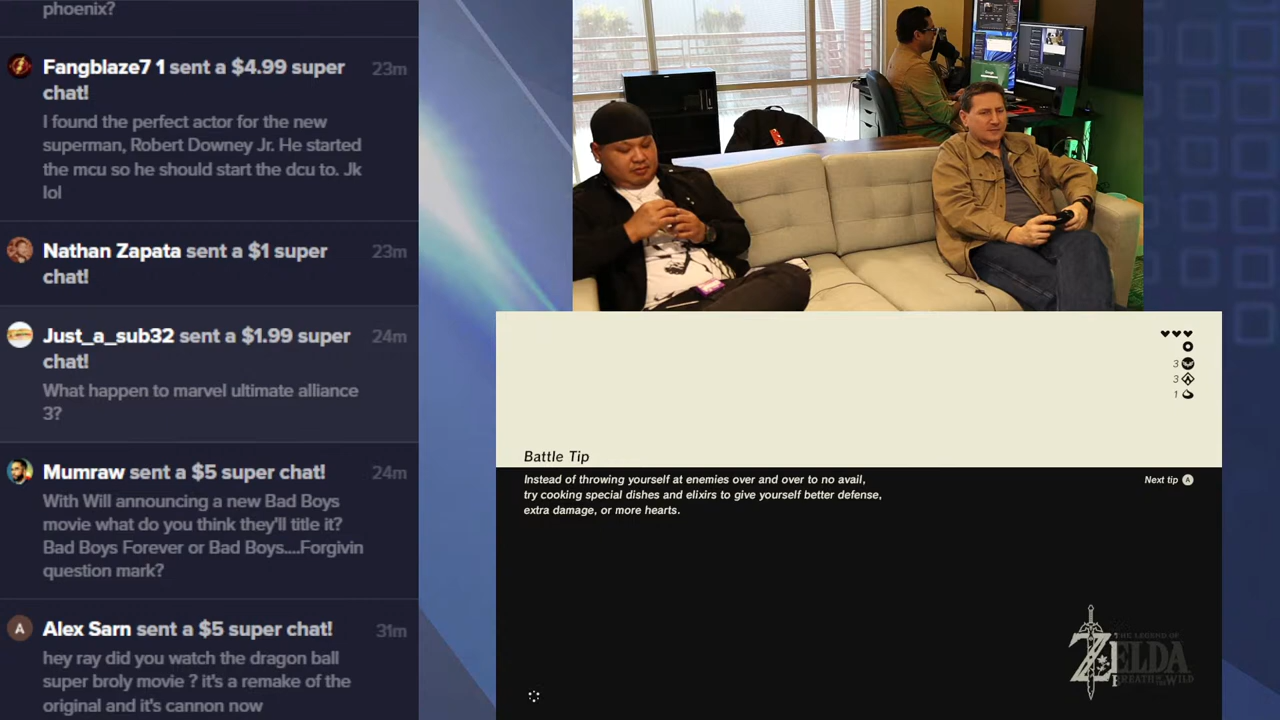 phoenix?
Fangblaze7 1 sent a $4.99 super
chat!
23m
I found the perfect actor for the new
superman, Robert Downey Jr. He started
the mcu so he should start the dcu to. Jk
lol
Nathan Zapata sent a $1 super
chat!
23m
Just_a_sub32 sent a $1.99 super
chat!
24m
What happen to marvel ultimate alliance
3?
Mumraw sent a $5 super chat!
24m
With Will announcing a new Bad Boys
movie what do you think they'll title it?
Bad Boys Forever or Bad Boys....Forgivin
question mark?
A
Alex Sarn sent a $5 super chat!
31m
hey ray did you watch the dragon ball
super broly movie ? it's a remake of the
original and it's cannon now
3
3
1
Battle Tip
Instead of throwing yourself at enemies over and over to no avail,
try cooking special dishes and elixirs to give yourself better defense,
extra damage, or more hearts.
Next tip A
THE LEGEND OF
ZELDA
BREATH OF THE WILD